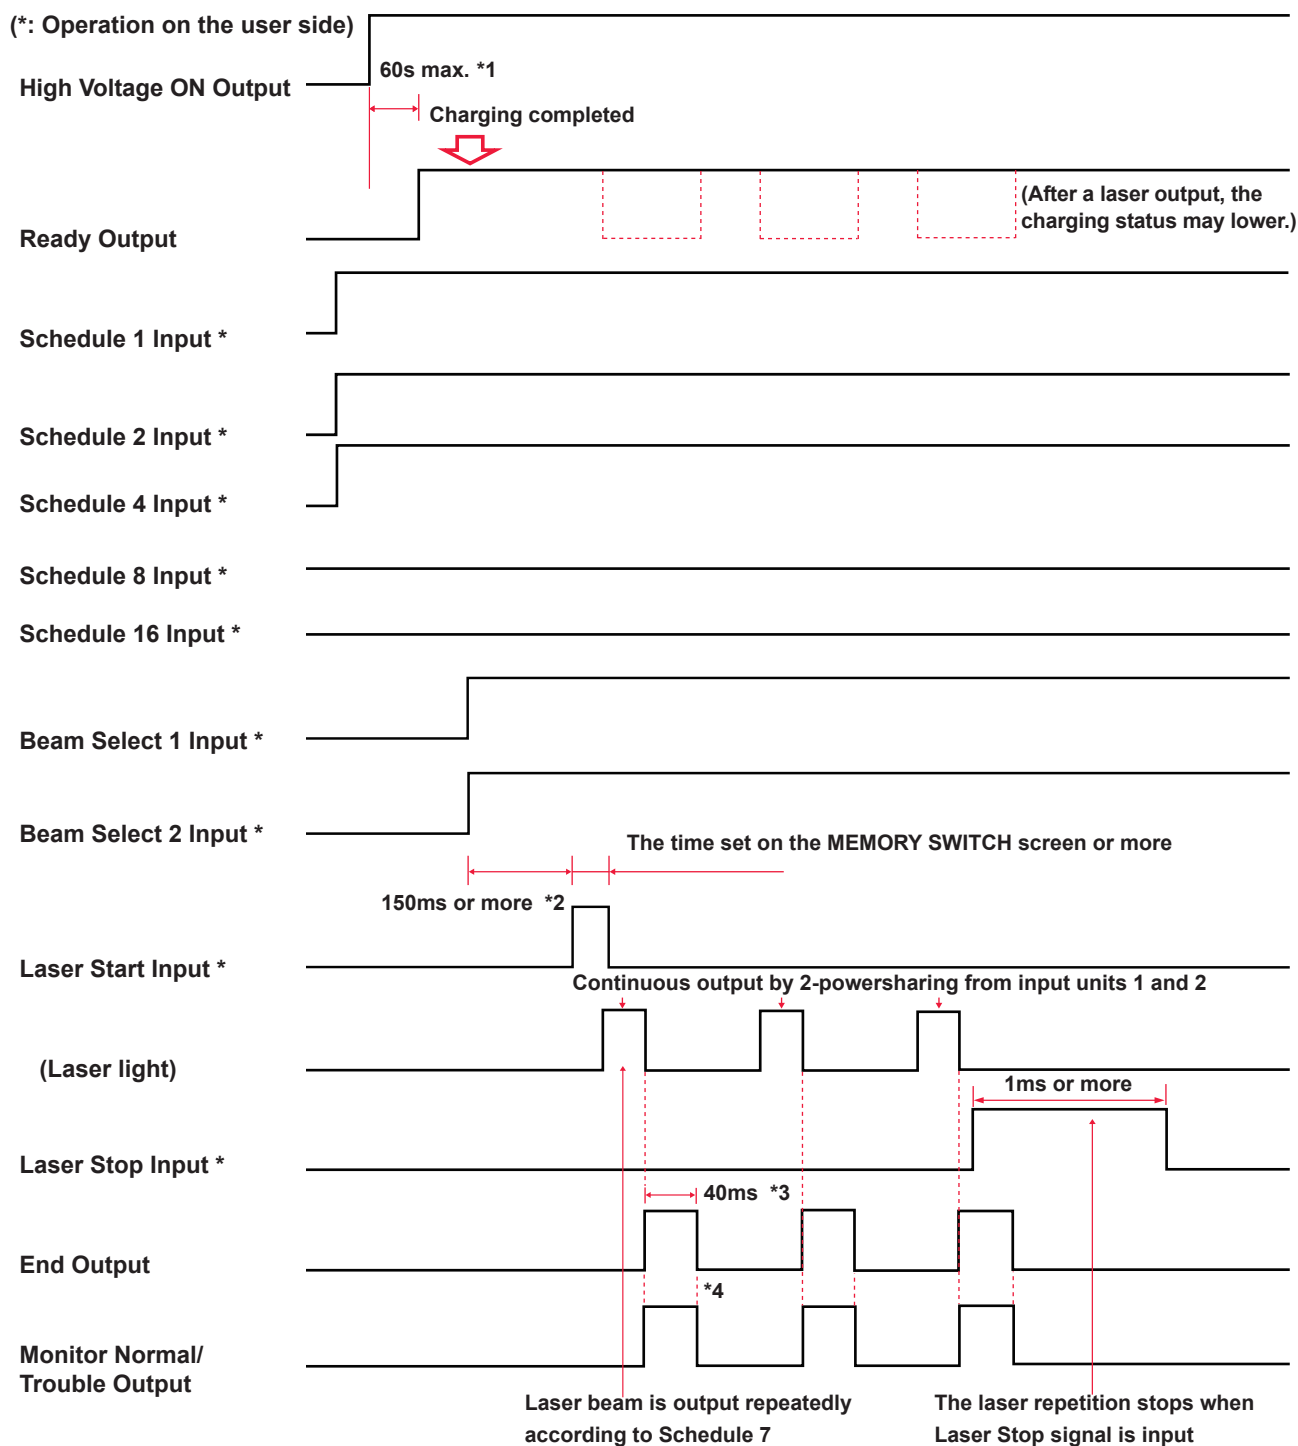 (*: Operation on the user side)
High Voltage ON Output
60s max. *1
Charging completed
Ready Output
(After a laser output, the
charging status may lower.)
Schedule 1 Input *
Schedule 2 Input *
Schedule 4 Input *
Schedule 8 Input *
Schedule 16 Input *
Beam Select 1 Input *
Beam Select 2 Input *
The time set on the MEMORY SWITCH screen or more
150ms or more *2
Laser Start Input *
Continuous output by 2-powersharing from input units 1 and 2
(Laser light)
1ms or more
Laser Stop Input *
40ms *3
End Output
*4
Monitor Normal/
Trouble Output
Laser beam is output repeatedly
according to Schedule 7
The laser repetition stops when
Laser Stop signal is input